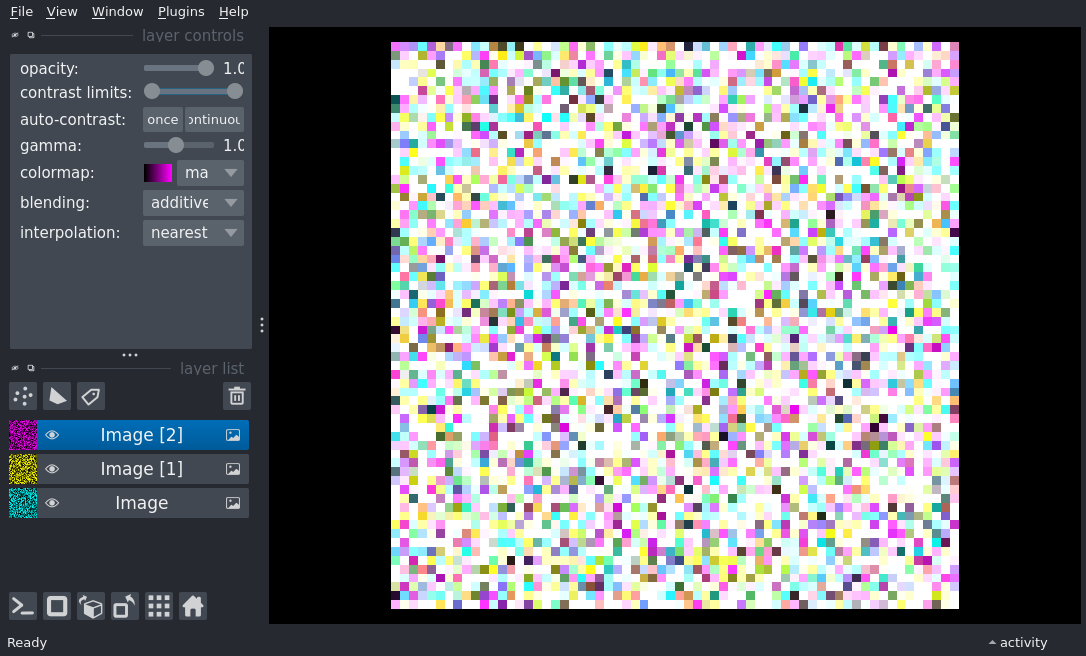 File View Window Plugins Help
layer controls
opacity: 1.0
contrast limits:
auto-contrast: once ontinuou
gamma: 1.0
colormap: ma
blending: additive
interpolation: nearest
layer list
Image [2]
Image [1]
Image
Ready activity